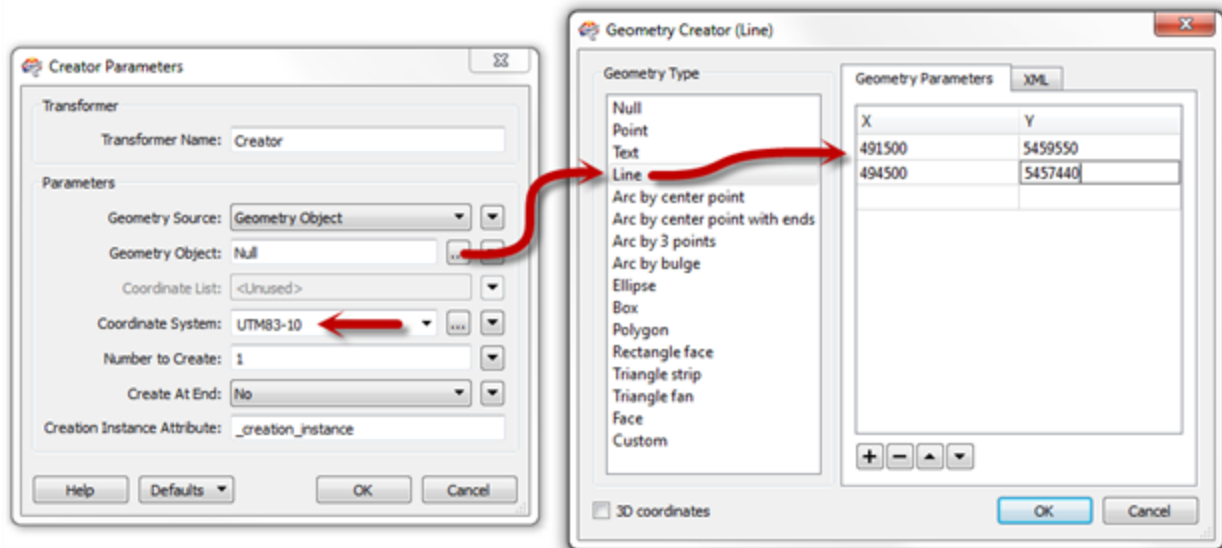 Creator Parameters
Transformer
Transformer Name: Creator
Parameters
Geometry Source: Geometry Object
Geometry Object: Null ...
Coordinate List: <Unused>
Coordinate System: UTM83-10 ...
Number to Create: 1
Create At End: No
Creation Instance Attribute: _creation_instance
Help Defaults OK Cancel
Geometry Creator (Line)
Geometry Type
Null
Point
Text
Line
Arc by center point
Arc by center point with ends
Arc by 3 points
Arc by bulge
Ellipse
Box
Polygon
Rectangle face
Triangle strip
Triangle fan
Face
Custom
3D coordinates
Geometry Parameters XML
X Y
491500 5459550
494500 5457440
OK Cancel